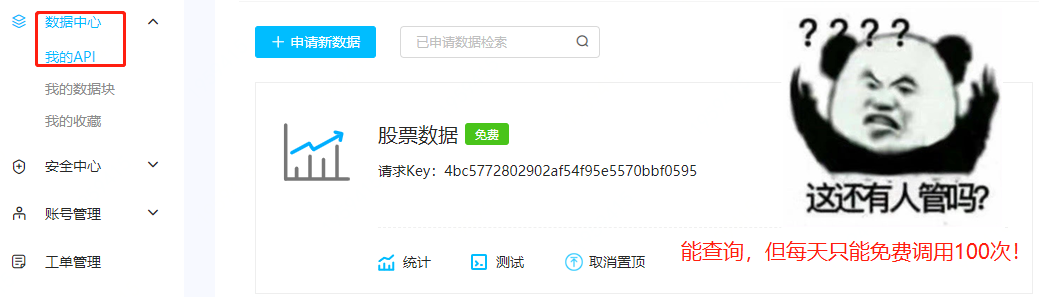 数据中心
我的API
我的数据块
我的收藏
安全中心
账号管理
工单管理
+ 申请新数据
已申请数据检索
????
股票数据 免费
请求Key：4bc5772802902af54f95e5570bbf0595
这还有人管吗?
统计 测试 取消置顶
能查询，但每天只能免费调用100次！